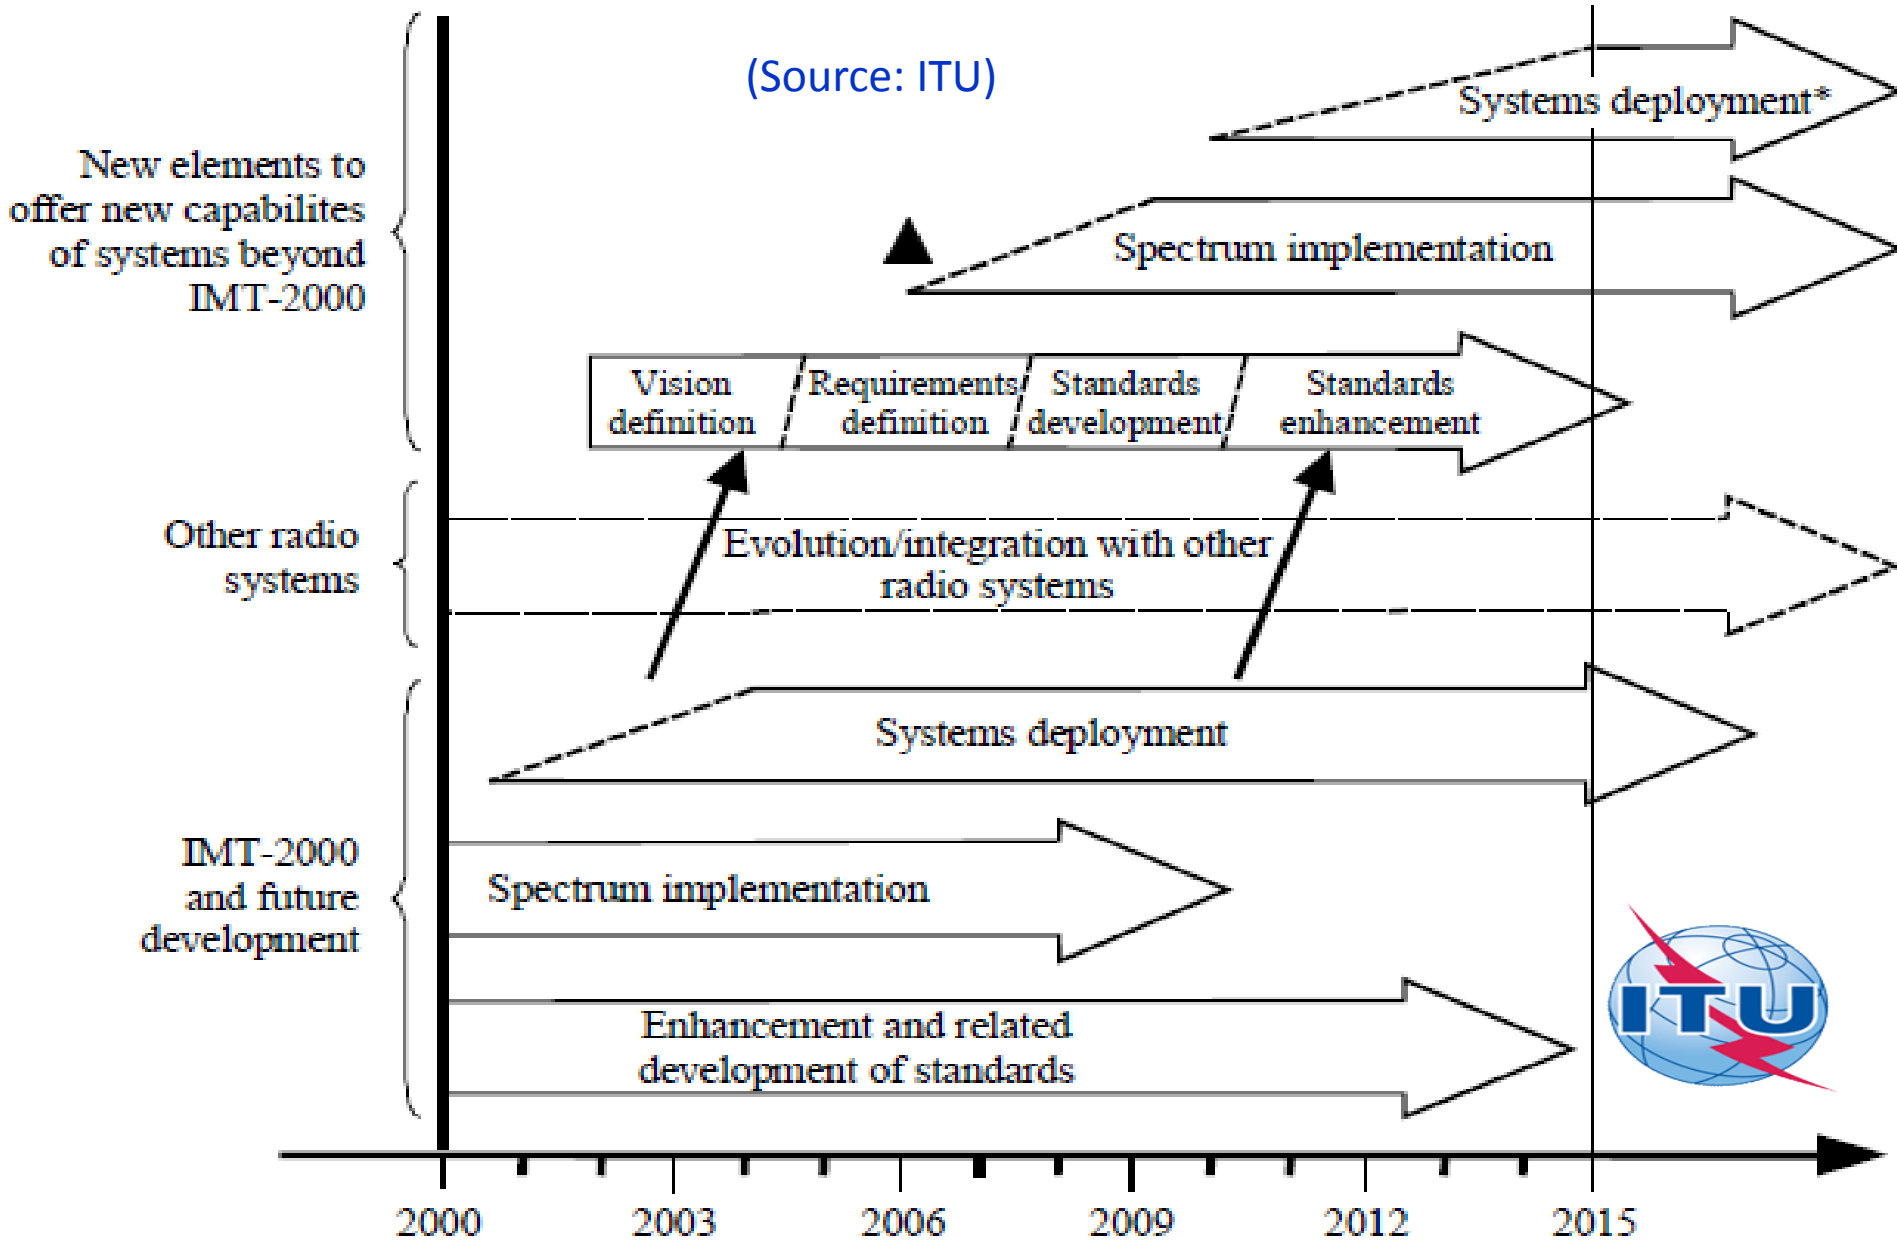 (Source: ITU)
Systems deployment*
New elements to
offer new capabilites
of systems beyond
IMT-2000
Spectrum implementation
Vision
definition
Requirements
definition
Standards
development
Standards
enhancement
Other radio
systems
Evolution/integration with other
radio systems
Systems deployment
IMT-2000
and future
development
Spectrum implementation
Enhancement and related
development of standards
ITU
2000 2003 2006 2009 2012 2015